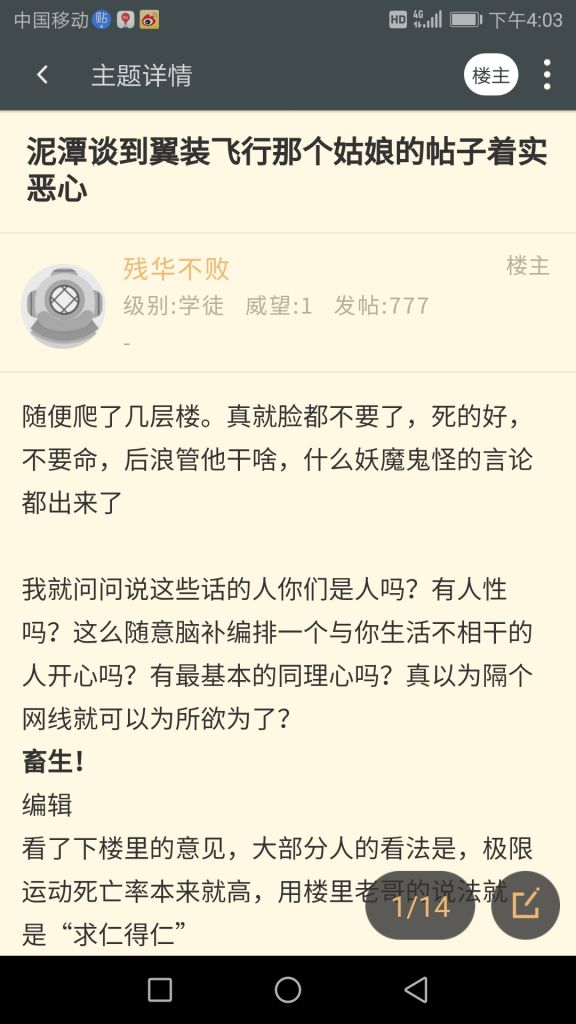 中国移动 贴 HD 4G 下午4:03
主题详情 楼主
泥潭谈到翼装飞行那个姑娘的帖子着实
恶心
残华不败 楼主
级别:学徒 威望:1 发帖:777
-
随便爬了几层楼。真就脸都不要了，死的好，
不要命，后浪管他干啥，什么妖魔鬼怪的言论
都出来了
我就问问说这些话的人你们是人吗？有人性
吗？这么随意脑补编排一个与你生活不相干的
人开心吗？有最基本的同理心吗？真以为隔个
网线就可以为所欲为了？
畜生！
编辑
看了下楼里的意见，大部分人的看法是，极限
运动死亡率本来就高，用楼里老哥的说法就
是“求仁得仁”
1/14